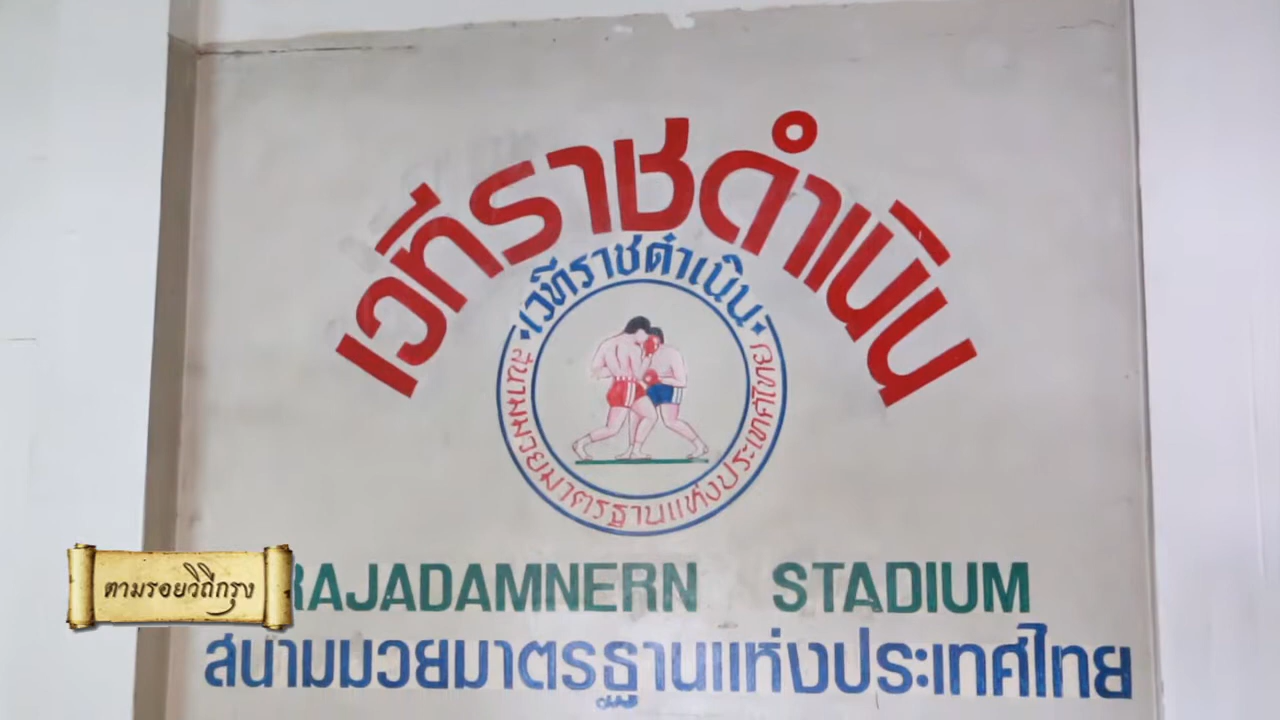 เวทีราชดำเนิน
เวทีราชดำเนิน
สนามมวยมาตรฐานแห่งประเทศไทย
RAJADAMNERN STADIUM
ตามรอยวิถีกรุง
สนามมวยมาตรฐานแห่งประเทศไทย